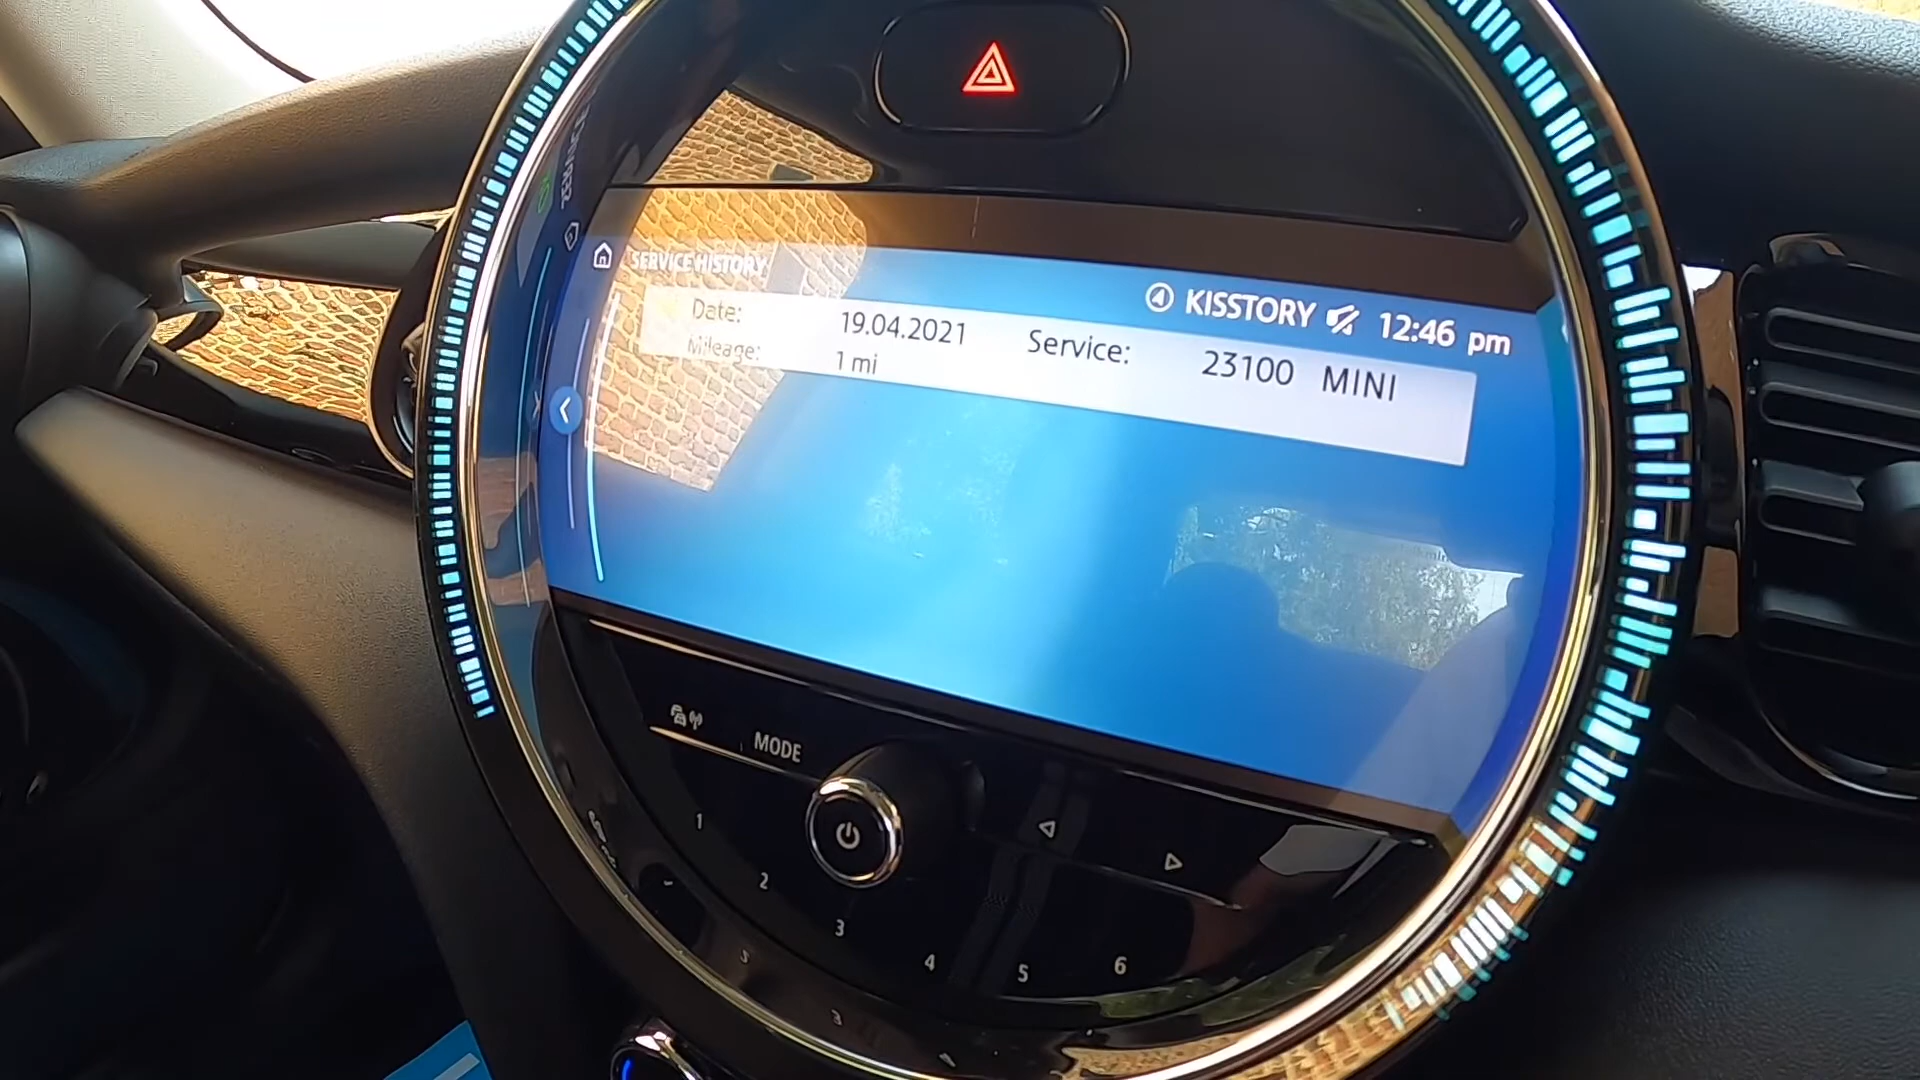 SERVICE HISTORY
KISSTORY 12:46 pm
Date: 19.04.2021 Service: 23100 MINI
Mileage: 1 mi
MODE
1
2
3
4
5
6